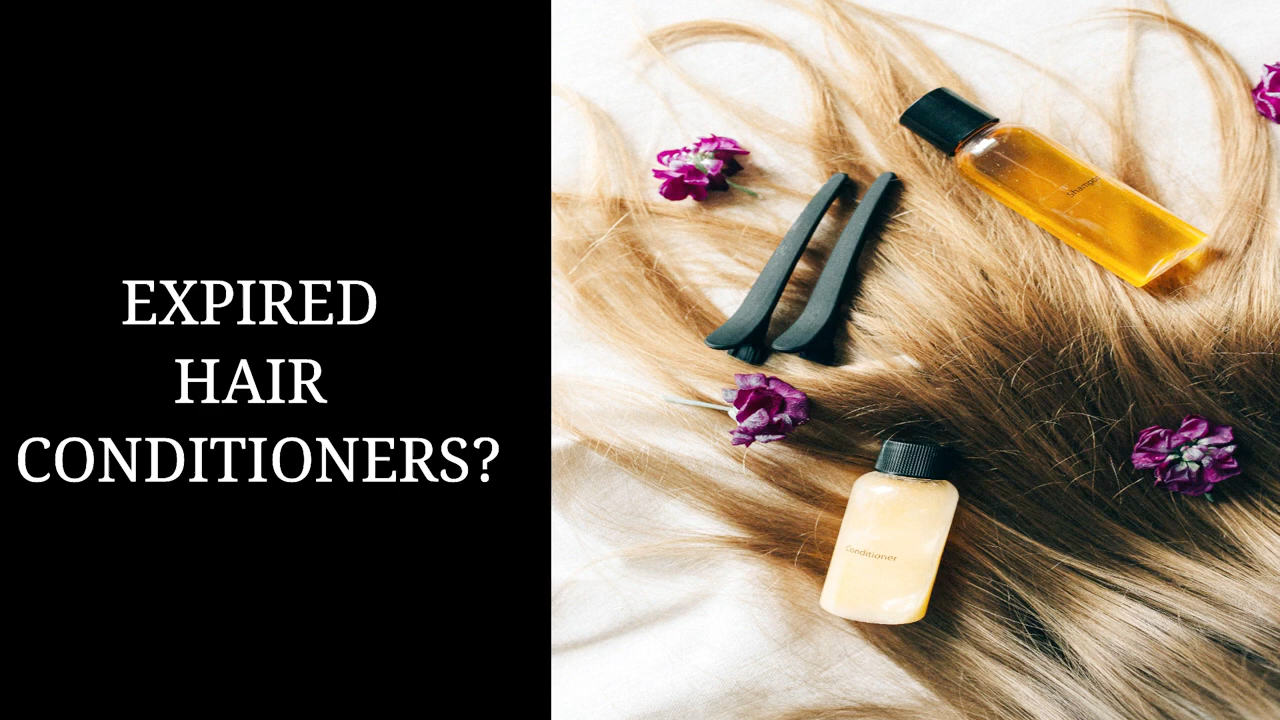 EXPIRED
HAIR
CONDITIONERS?
Shampoo
Conditioner